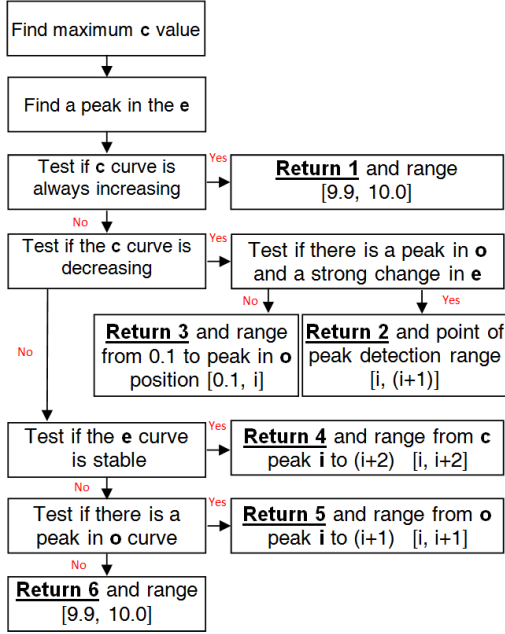 Find maximum c value
Find a peak in the e
Test if c curve is
always increasing
Yes
Return 1 and range
[9.9, 10.0]
No
Test if the c curve is
decreasing
Yes
Test if there is a peak in o
and a strong change in e
No
Yes
Return 3 and range
from 0.1 to peak in o
position [0.1, i]
Return 2 and point of
peak detection range
[i, (i+1)]
No
Test if the e curve
is stable
Yes
Return 4 and range from c
peak i to (i+2) [i, i+2]
No
Test if there is a
peak in o curve
Yes
Return 5 and range from o
peak i to (i+1) [i, i+1]
No
Return 6 and range
[9.9, 10.0]